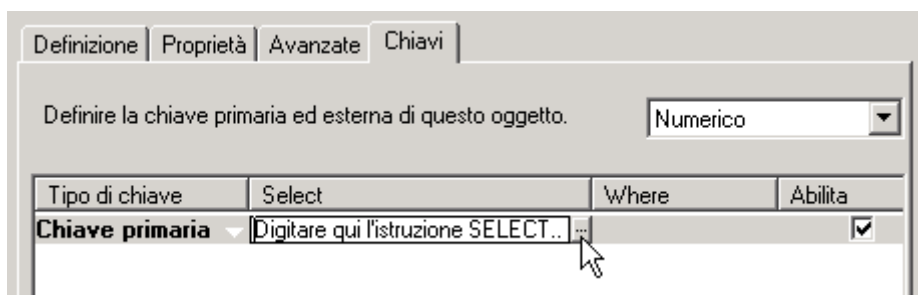 Definizione Proprietà Avanzate Chiavi
Definire la chiave primaria ed esterna di questo oggetto. Numerico
Tipo di chiave Select Where Abilita
Chiave primaria Digitare qui l'istruzione SELECT.. ...